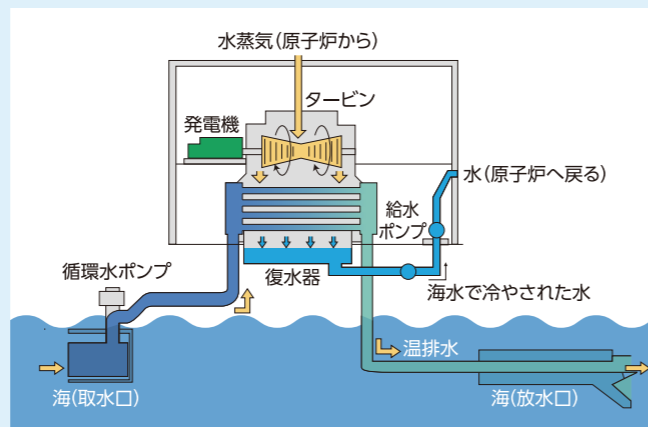 水蒸気(原子炉から)
タービン
発電機
水(原子炉へ戻る)
給水
ポンプ
循環水ポンプ
復水器
海水で冷やされた水
温排水
海(取水口)
海(放水口)